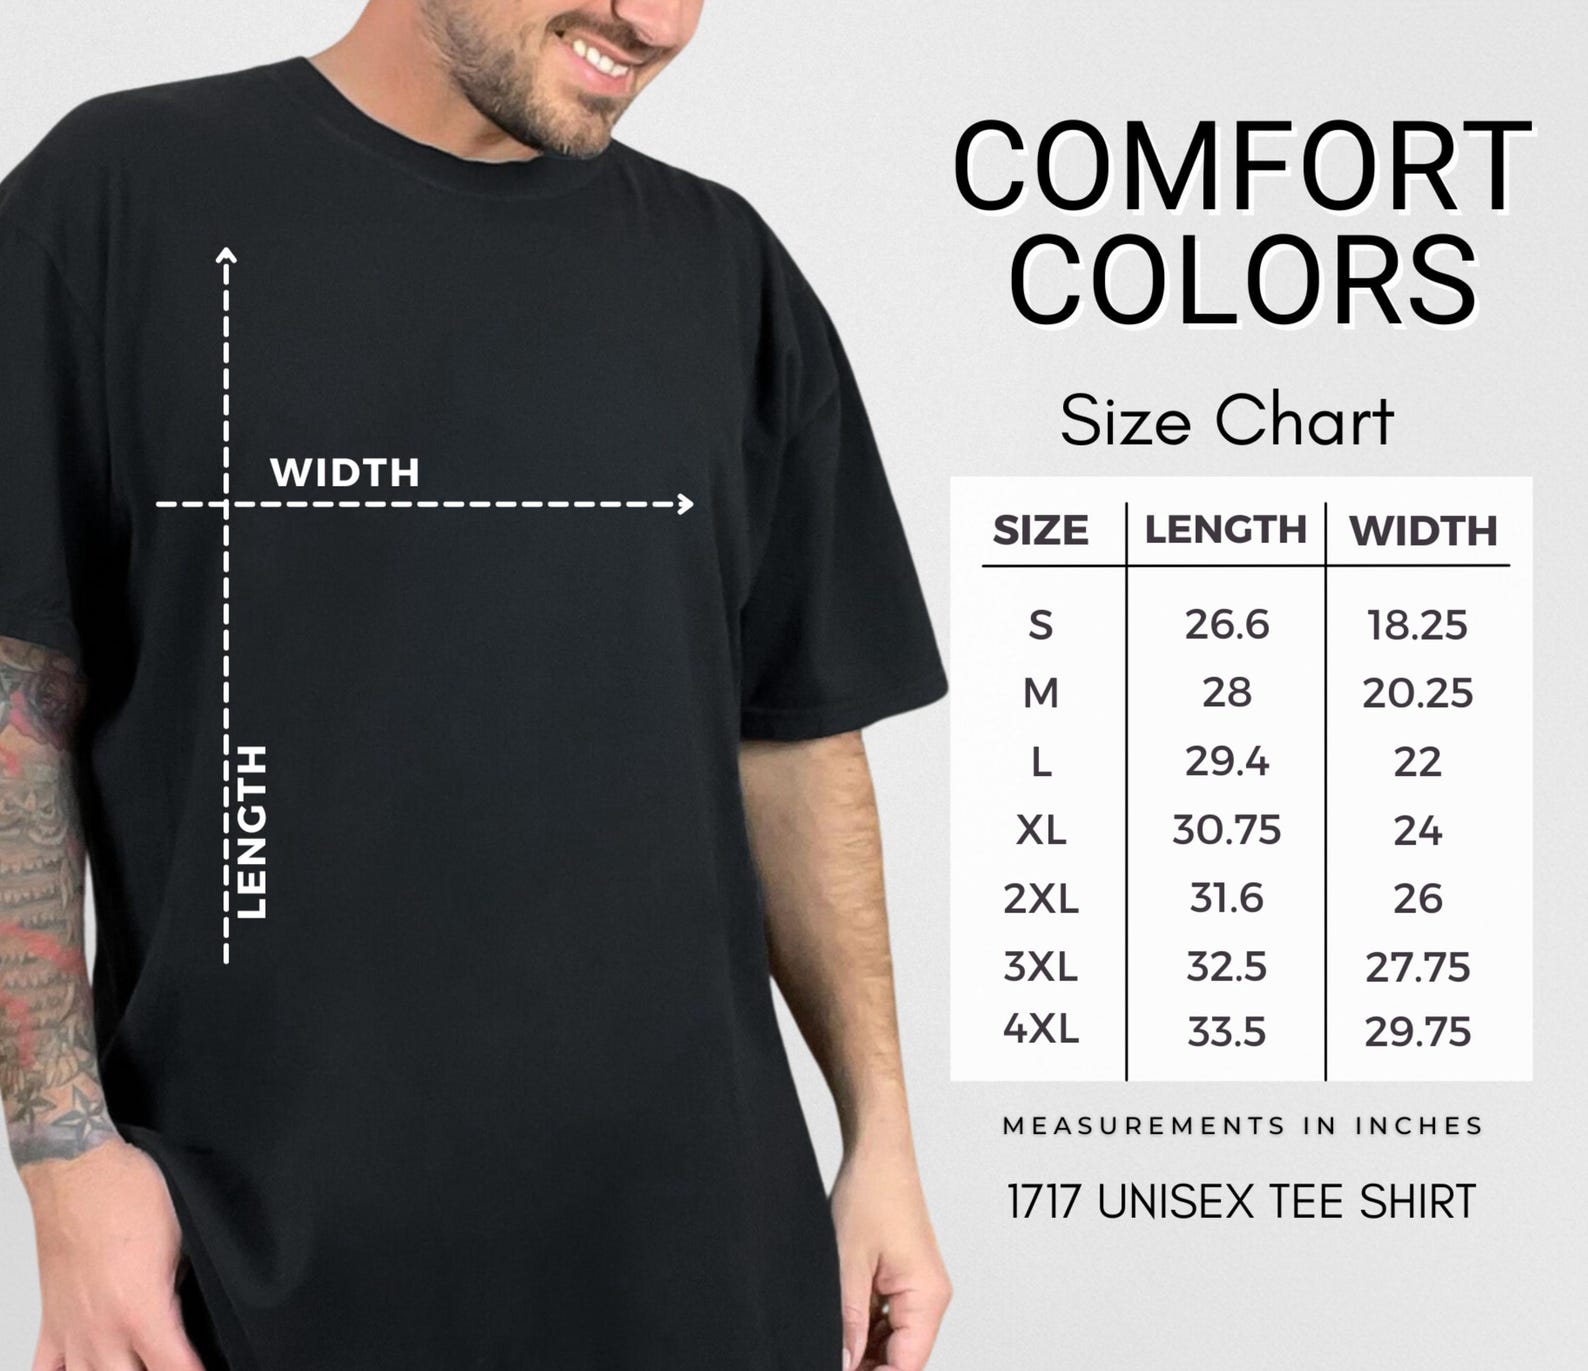 COMFORT
COLORS
Size Chart
WIDTH
LENGTH
SIZE LENGTH WIDTH
S 26.6 18.25
M 28 20.25
L 29.4 22
XL 30.75 24
2XL 31.6 26
3XL 32.5 27.75
4XL 33.5 29.75
MEASUREMENTS IN INCHES
1717 UNISEX TEE SHIRT